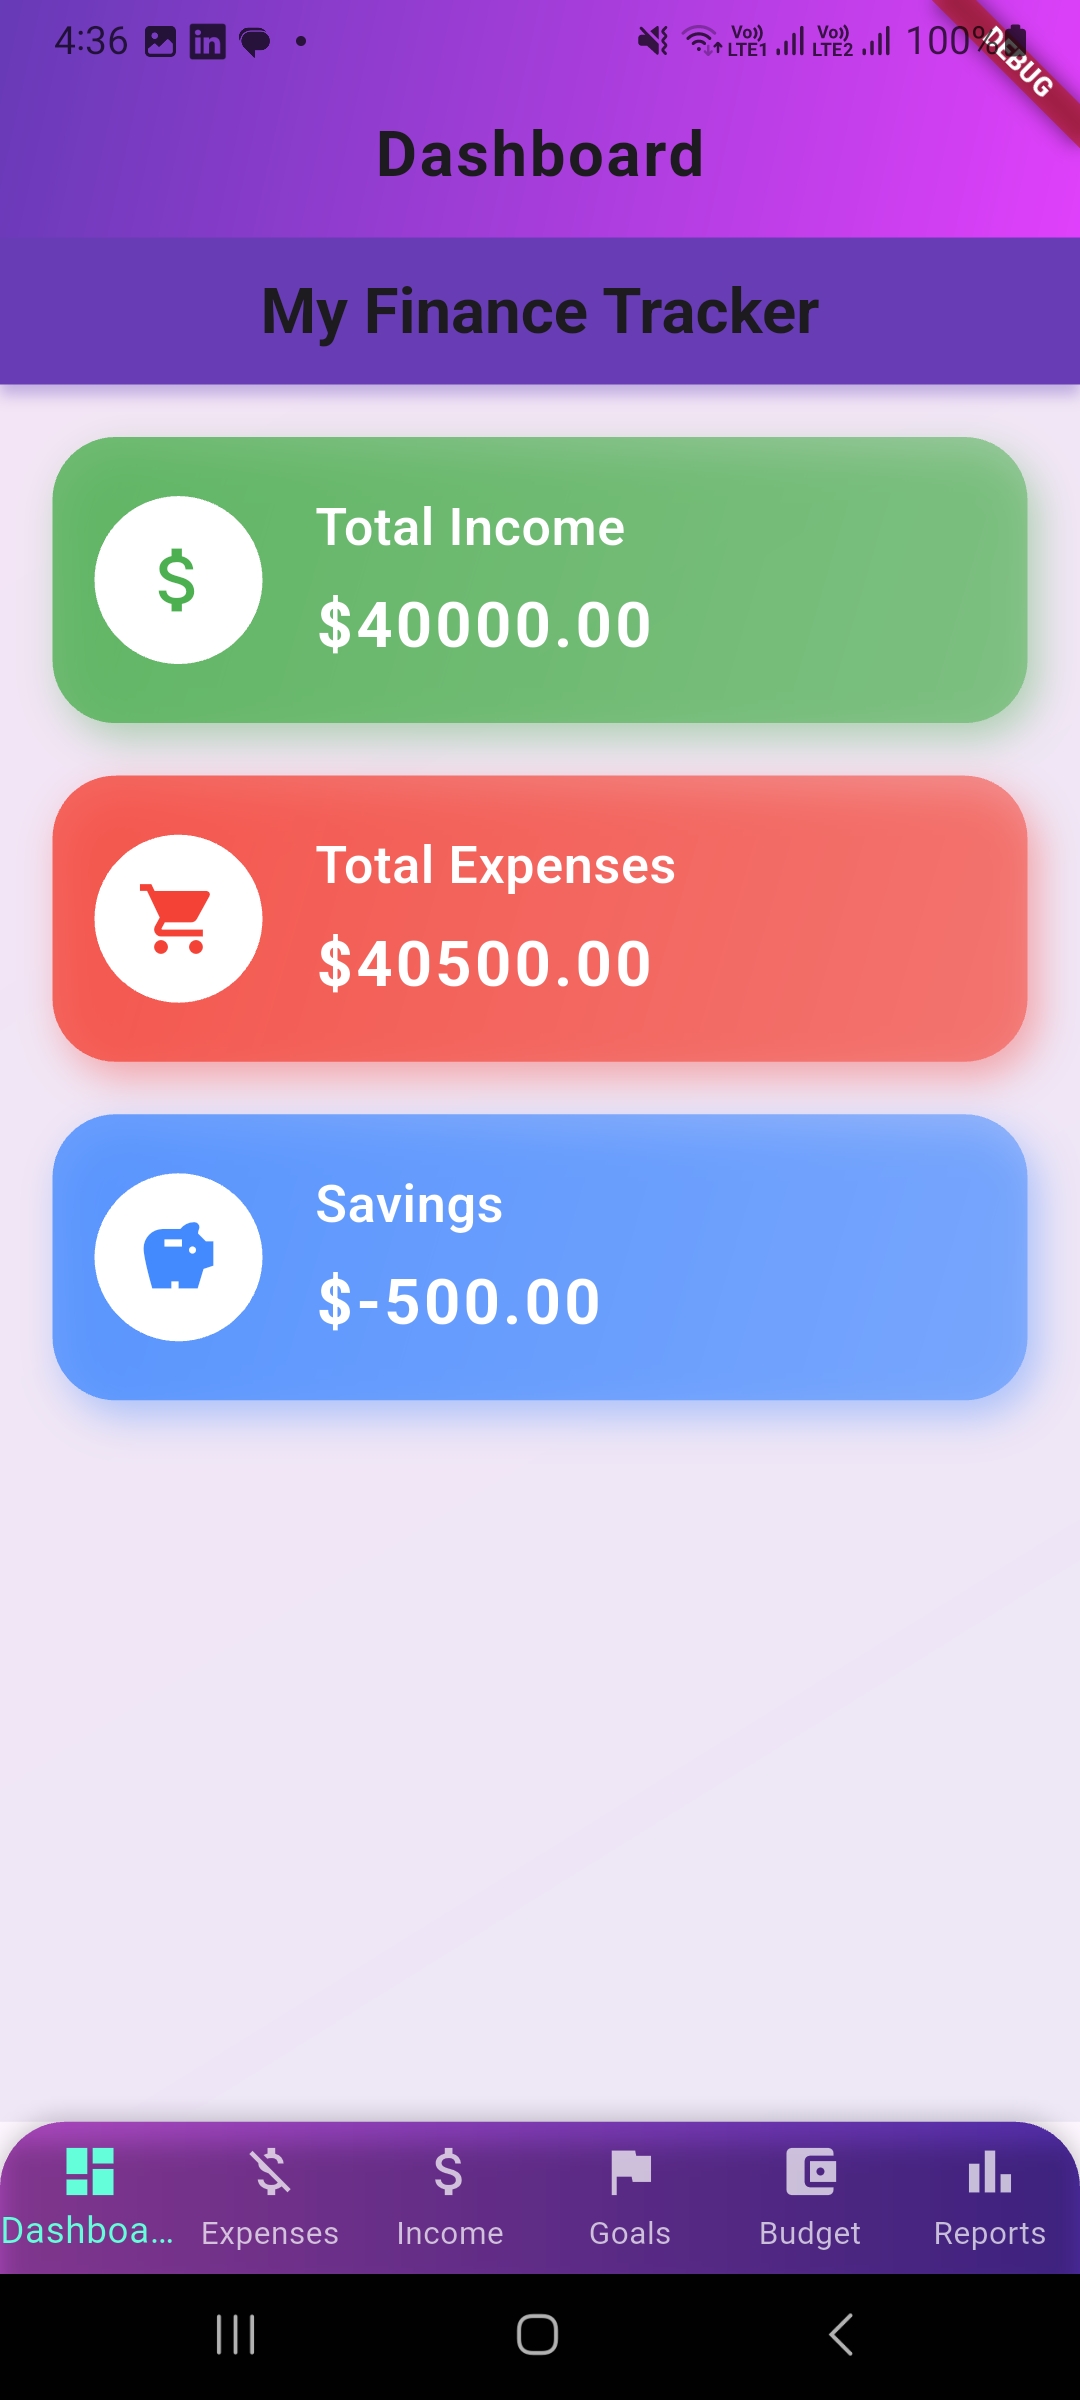 4:36
Vo))
LTE1
Vo))
LTE2
100%
DEBUG
Dashboard
My Finance Tracker
Total Income
$40000.00
Total Expenses
$40500.00
Savings
$-500.00
Dashboa...
Expenses
Income
Goals
Budget
Reports